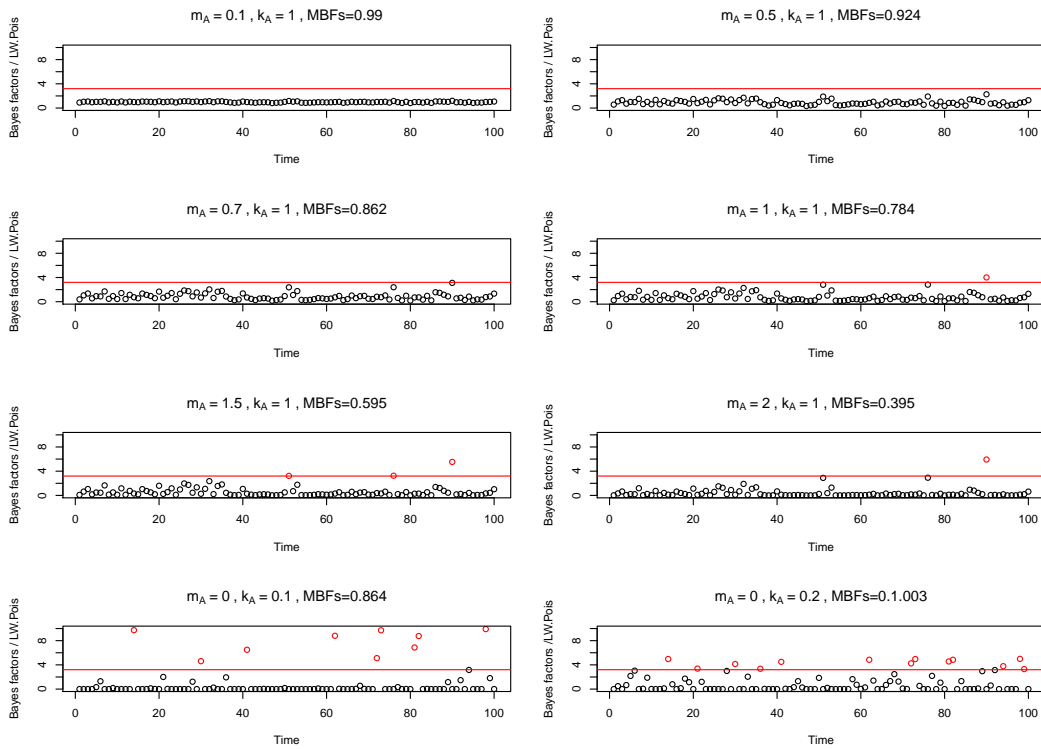 m_A = 0.1 , k_A = 1 , MBFs=0.99
Bayes factors / LW.Pois
0 4 8
0 20 40 60 80 100
Time
m_A = 0.5 , k_A = 1 , MBFs=0.924
Bayes factors / LW.Pois
0 4 8
0 20 40 60 80 100
Time
m_A = 0.7 , k_A = 1 , MBFs=0.862
Bayes factors / LW.Pois
0 4 8
0 20 40 60 80 100
Time
m_A = 1 , k_A = 1 , MBFs=0.784
Bayes factors / LW.Pois
0 4 8
0 20 40 60 80 100
Time
m_A = 1.5 , k_A = 1 , MBFs=0.595
Bayes factors /LW.Pois
0 4 8
0 20 40 60 80 100
Time
m_A = 2 , k_A = 1 , MBFs=0.395
Bayes factors / LW.Pois
0 4 8
0 20 40 60 80 100
Time
m_A = 0 , k_A = 0.1 , MBFs=0.864
Bayes factors / LW.Pois
0 4 8
0 20 40 60 80 100
Time
m_A = 0 , k_A = 0.2 , MBFs=0.1.003
Bayes factors /LW.Pois
0 4 8
0 20 40 60 80 100
Time